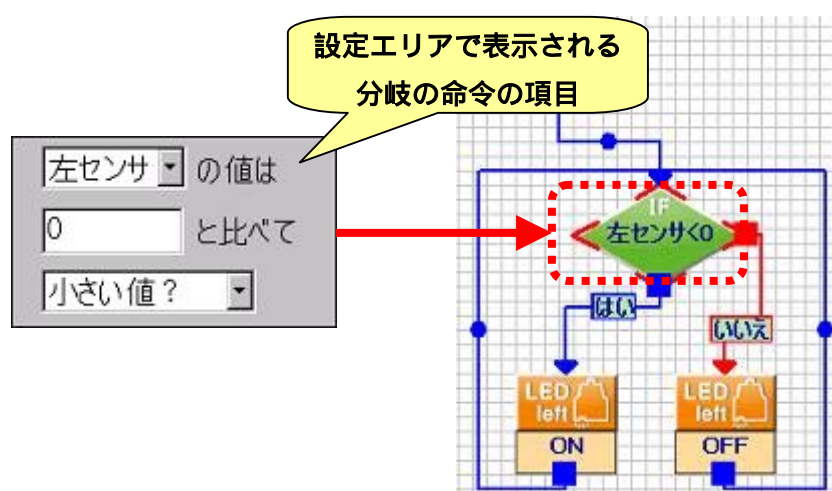 設定エリアで表示される
分岐の命令の項目
左センサ の値は
0 と比べて
小さい値？
IF
左センサ<0
はい
いいえ
LED
left
ON
LED
left
OFF